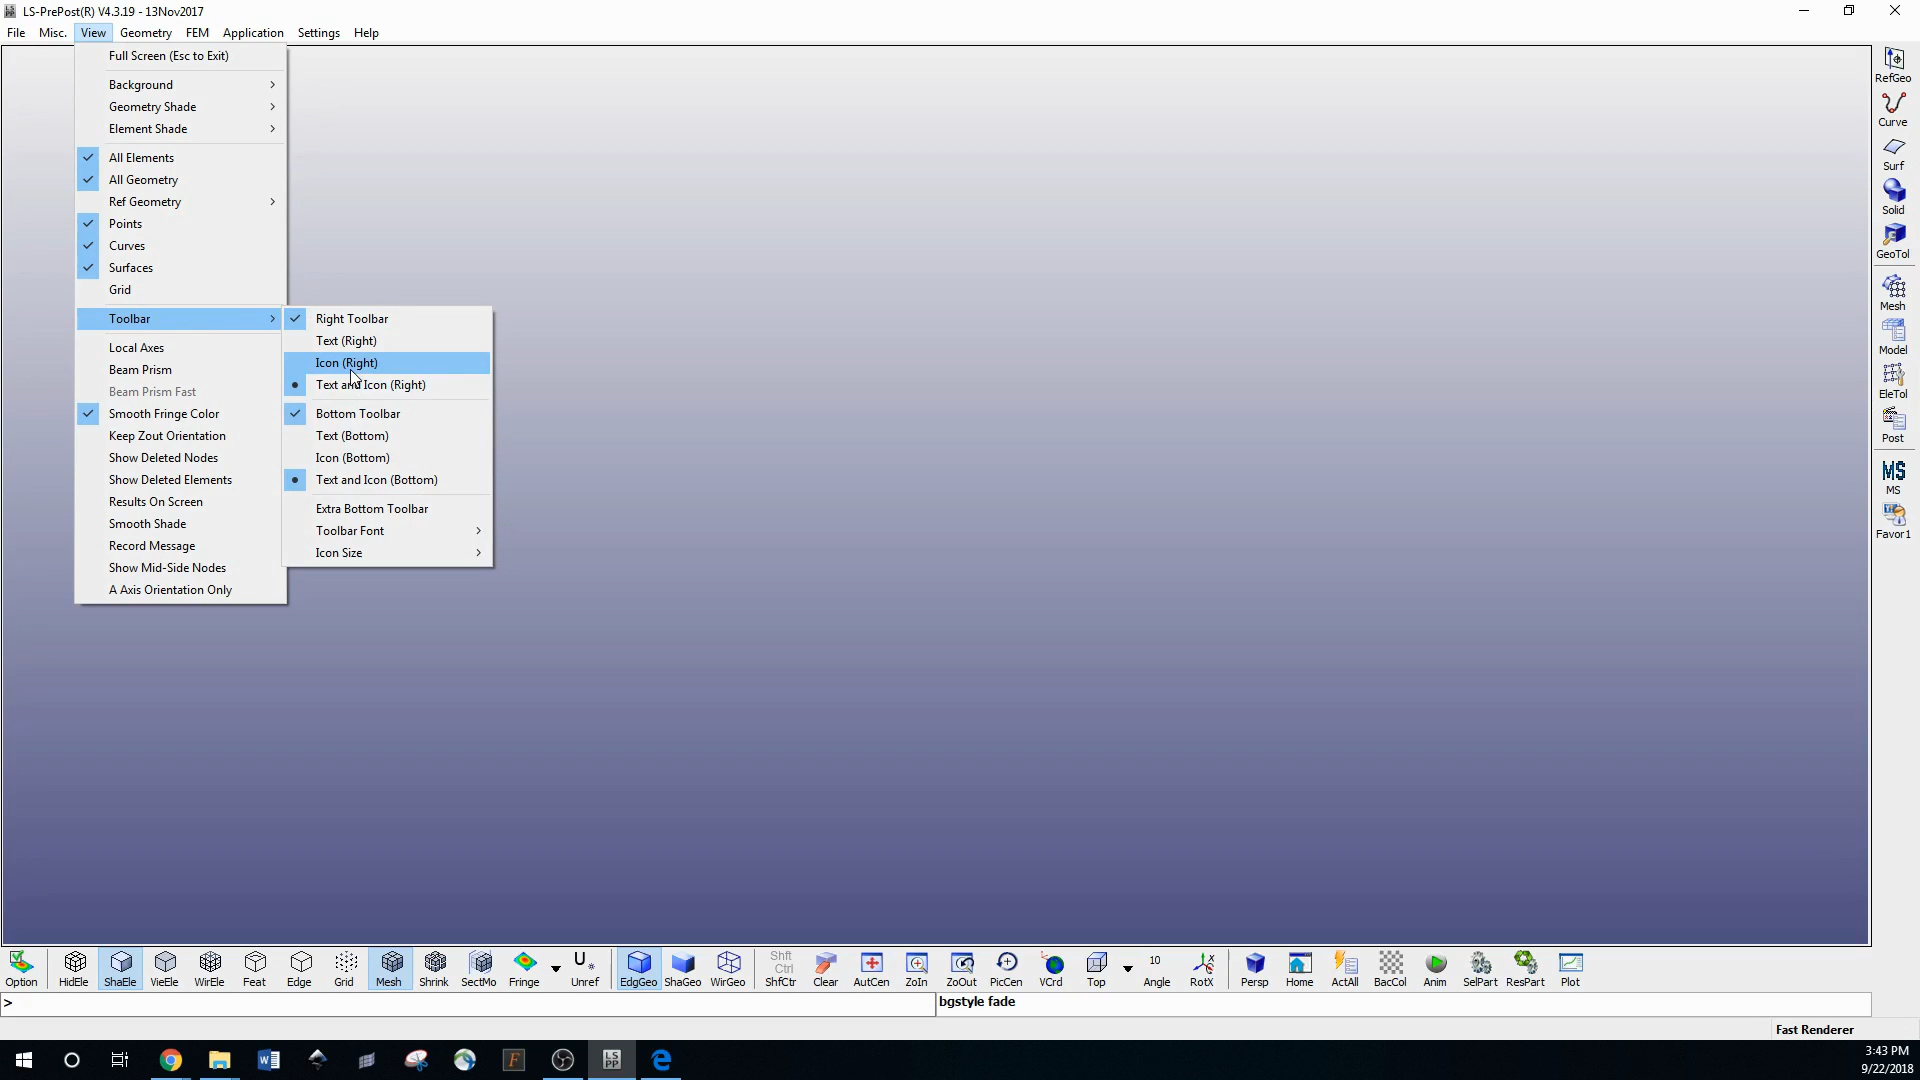 LS-PrePost(R) V4.3.19 - 13Nov2017
File Misc. View Geometry FEM Application Settings Help
Full Screen (Esc to Exit)
Background
Geometry Shade
Element Shade
All Elements
All Geometry
Ref Geometry
Points
Curves
Surfaces
Grid
Toolbar
Local Axes
Beam Prism
Beam Prism Fast
Smooth Fringe Color
Keep Zout Orientation
Show Deleted Nodes
Show Deleted Elements
Results On Screen
Smooth Shade
Record Message
Show Mid-Side Nodes
A Axis Orientation Only
Right Toolbar
Text (Right)
Icon (Right)
Text and Icon (Right)
Bottom Toolbar
Text (Bottom)
Icon (Bottom)
Text and Icon (Bottom)
Extra Bottom Toolbar
Toolbar Font
Icon Size
RefGeo
Curve
Surf
Solid
GeoTol
Mesh
Model
EleTol
Post
MS
MS
Favor1
Shft
Ctrl
U
10
Option HidEle ShaEle VieEle WirEle Feat Edge Grid Mesh Shrink SectMo Fringe Unref EdgGeo ShaGeo WirGeo ShfCtr Clear AutCen ZoIn ZoOut PicCen VCrd Top Angle RotX Persp Home ActAll BacCol Anim SelPart ResPart Plot
> bgstyle fade
Fast Renderer
3:43 PM
9/22/2018
LS
PP